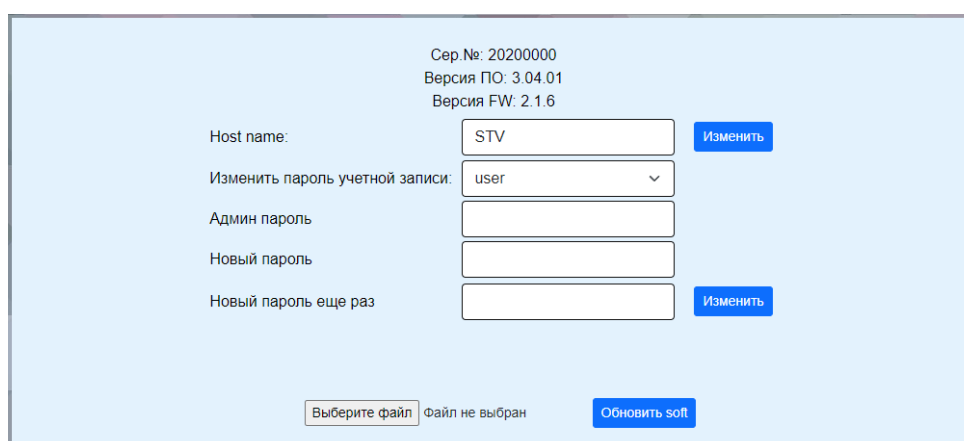 Сер.№: 20200000
Версия ПО: 3.04.01
Версия FW: 2.1.6
Host name: STV Изменить
Изменить пароль учетной записи: user
Админ пароль
Новый пароль
Новый пароль еще раз Изменить
Выберите файл Файл не выбран Обновить soft